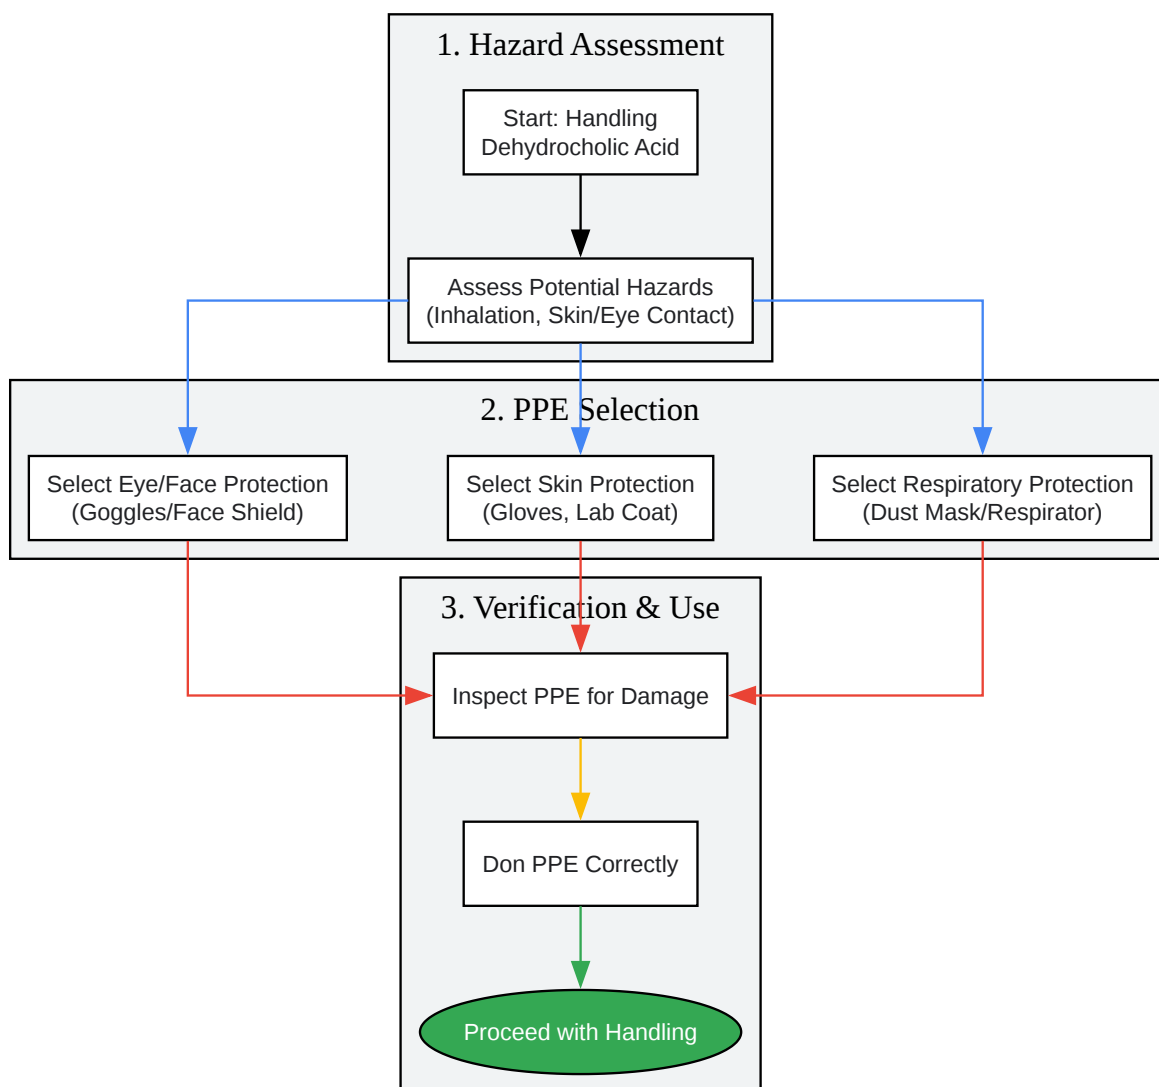 1. Hazard Assessment
Start: Handling
Dehydrocholic Acid
Assess Potential Hazards
(Inhalation, Skin/Eye Contact)
2. PPE Selection
Select Eye/Face Protection
(Goggles/Face Shield)
Select Skin Protection
(Gloves, Lab Coat)
Select Respiratory Protection
(Dust Mask/Respirator)
3. Verification & Use
Inspect PPE for Damage
Don PPE Correctly
Proceed with Handling